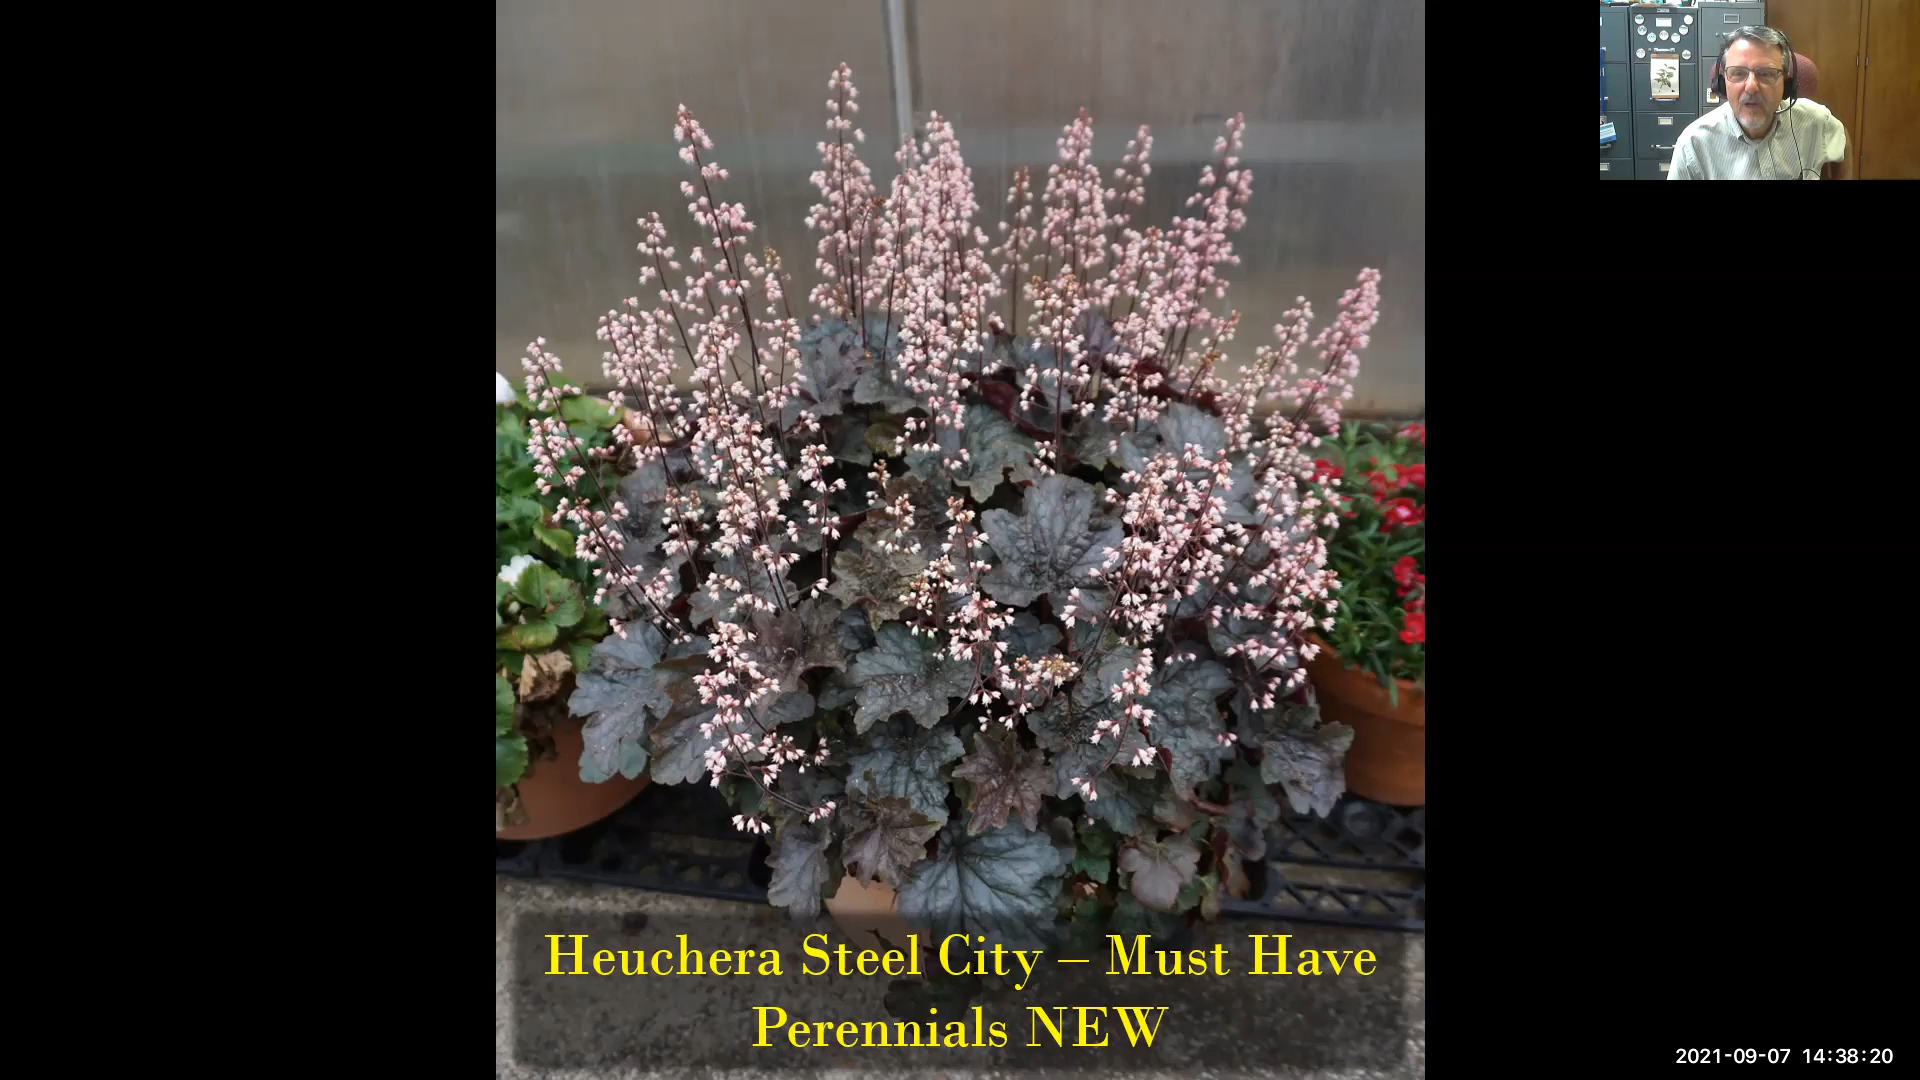 Heuchera Steel City – Must Have
Perennials NEW
2021-09-07 14:38:20